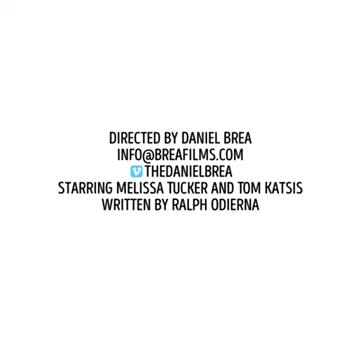 DIRECTED BY DANIEL BREA
INFO@BREAFILMS.COM
THEDANIELBREA
STARRING MELISSA TUCKER AND TOM KATSIS
WRITTEN BY RALPH ODIERNA